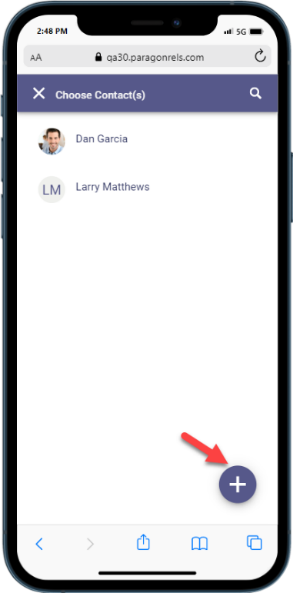 2:48 PM
5G
AA
qa30.paragonrels.com
Choose Contact(s)
Dan Garcia
LM
Larry Matthews